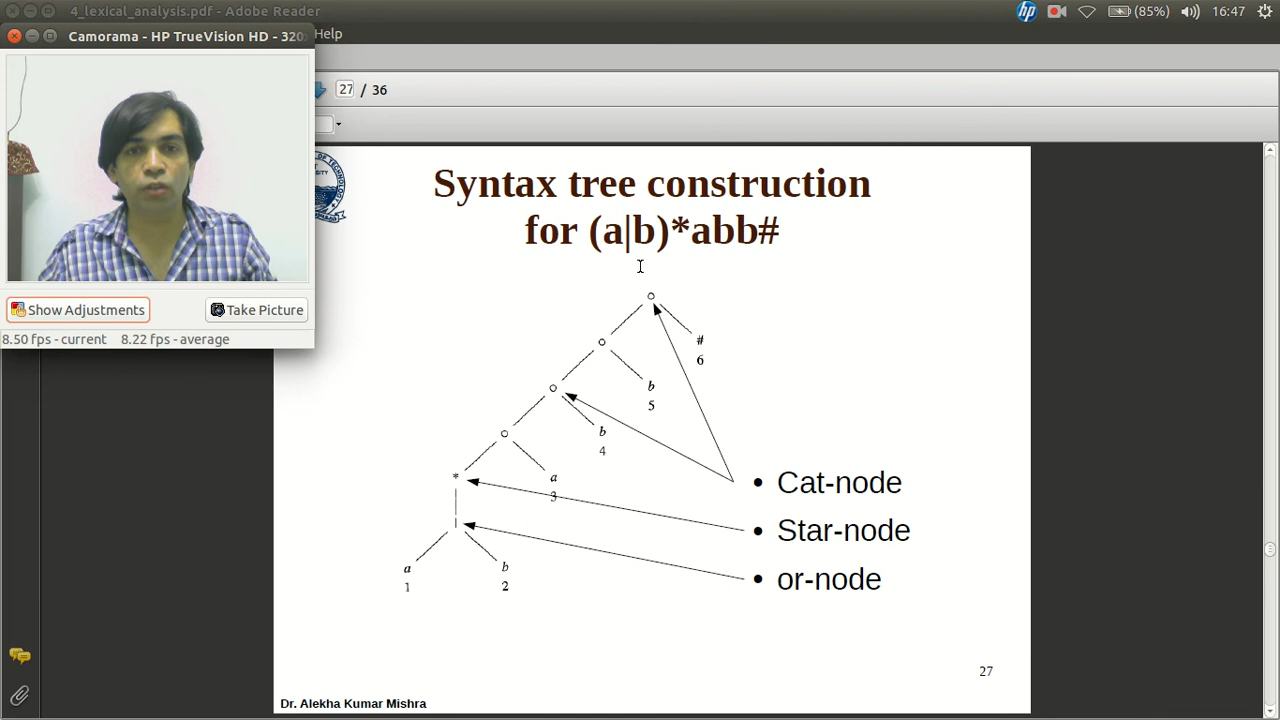 4_lexical_analysis.pdf - Adobe Reader
(85%)
16:47
Camorama - HP TrueVision HD - 320
Help
27 / 36
Show Adjustments
Take Picture
8.50 fps - current 8.22 fps - average
OF TECHNOLOGY
Syntax tree construction
for (a|b)*abb#
#
6
b
5
b
4
*
a
3
|
a
1
b
2
• Cat-node
• Star-node
• or-node
27
Dr. Alekha Kumar Mishra